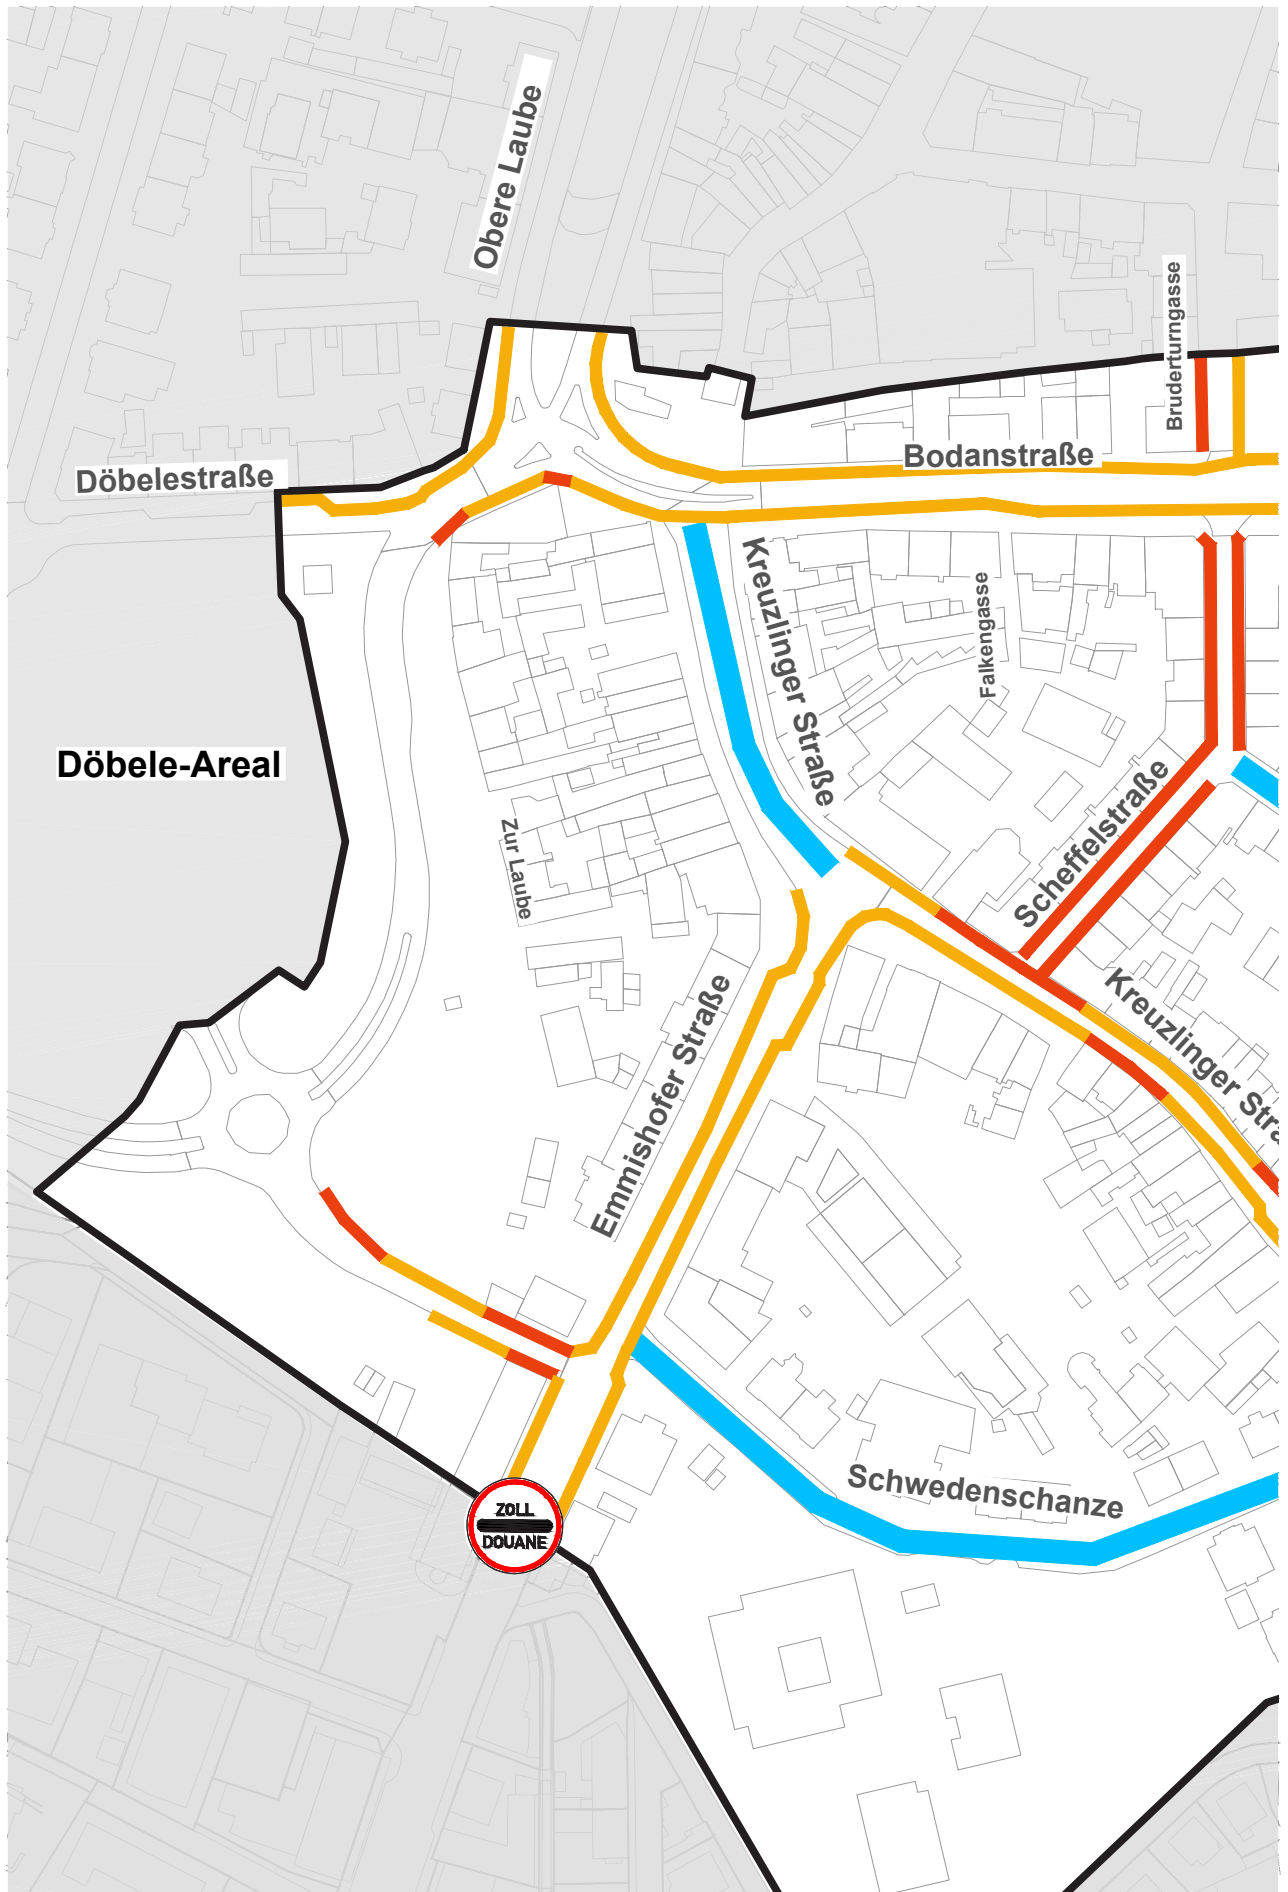 Obere Laube
Bruderturngasse
Bodanstraße
Döbelestraße
Kreuzlinger Straße
Falkengasse
Döbele-Areal
Scheffelstraße
Zur Laube
Kreuzlinger Stra
Emmishofer Straße
Schwedenschanze
ZOLL
DOUANE